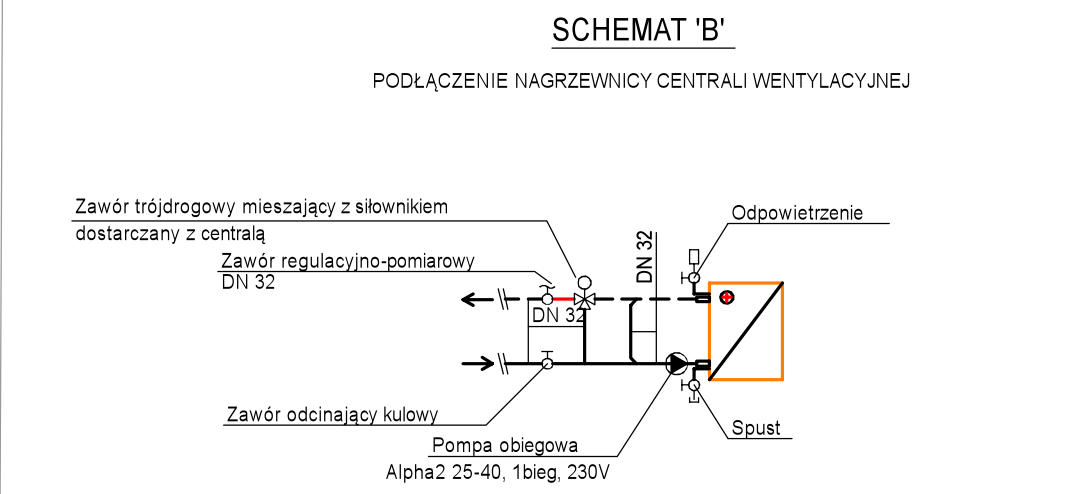 SCHEMAT 'B'
PODŁĄCZENIE NAGRZEWNICY CENTRALI WENTYLACYJNEJ
Zawór trójdrogowy mieszający z siłownikiem
dostarczany z centralą
Odpowietrzenie
Zawór regulacyjno-pomiarowy
DN 32
DN 32
DN 32
Zawór odcinający kulowy
Spust
Pompa obiegowa
Alpha2 25-40, 1bieg, 230V